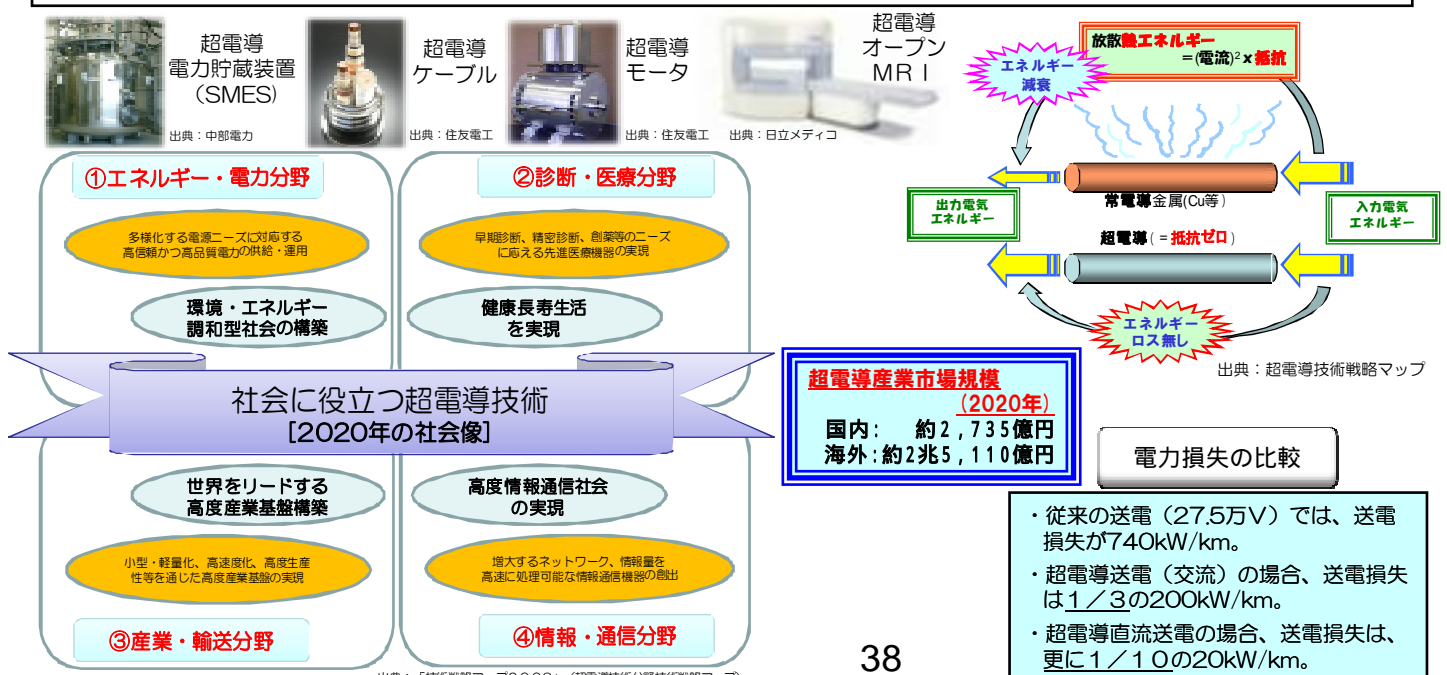 超電導
電力貯蔵装置
（SMES）
出典：中部電力
超電導
ケーブル
出典：住友電工
超電導
モータ
出典：住友電工
超電導
オープン
MRI
出典：日立メディコ
①エネルギー・電力分野
多様化する電源ニーズに対応する
高信頼かつ高品質電力の供給・運用
環境・エネルギー
調和型社会の構築
②診断・医療分野
早期診断、精密診断、創薬等のニーズ
に応える先進医療機器の実現
健康長寿生活
を実現
社会に役立つ超電導技術
[2020年の社会像]
世界をリードする
高度産業基盤構築
小型・軽量化、高速度化、高度生産
性等を通じた高度産業基盤の実現
③産業・輸送分野
高度情報通信社会
の実現
増大するネットワーク、情報量を
高速に処理可能な情報通信機器の創出
④情報・通信分野
放散熱エネルギー
＝(電流)²x抵抗
エネルギー
減衰
常電導金属(Cu等)
出力電気
エネルギー
入力電気
エネルギー
超電導(＝抵抗ゼロ)
エネルギー
ロス無し
出典：超電導技術戦略マップ
超電導産業市場規模
（2020年）
国内： 約2,735億円
海外：約2兆5,110億円
電力損失の比較
・従来の送電（27.5万V）では、送電
損失が740kW/km。
・超電導送電（交流）の場合、送電損失
は1／3の200kW/km。
・超電導直流送電の場合、送電損失は、
更に1／10の20kW/km。
38